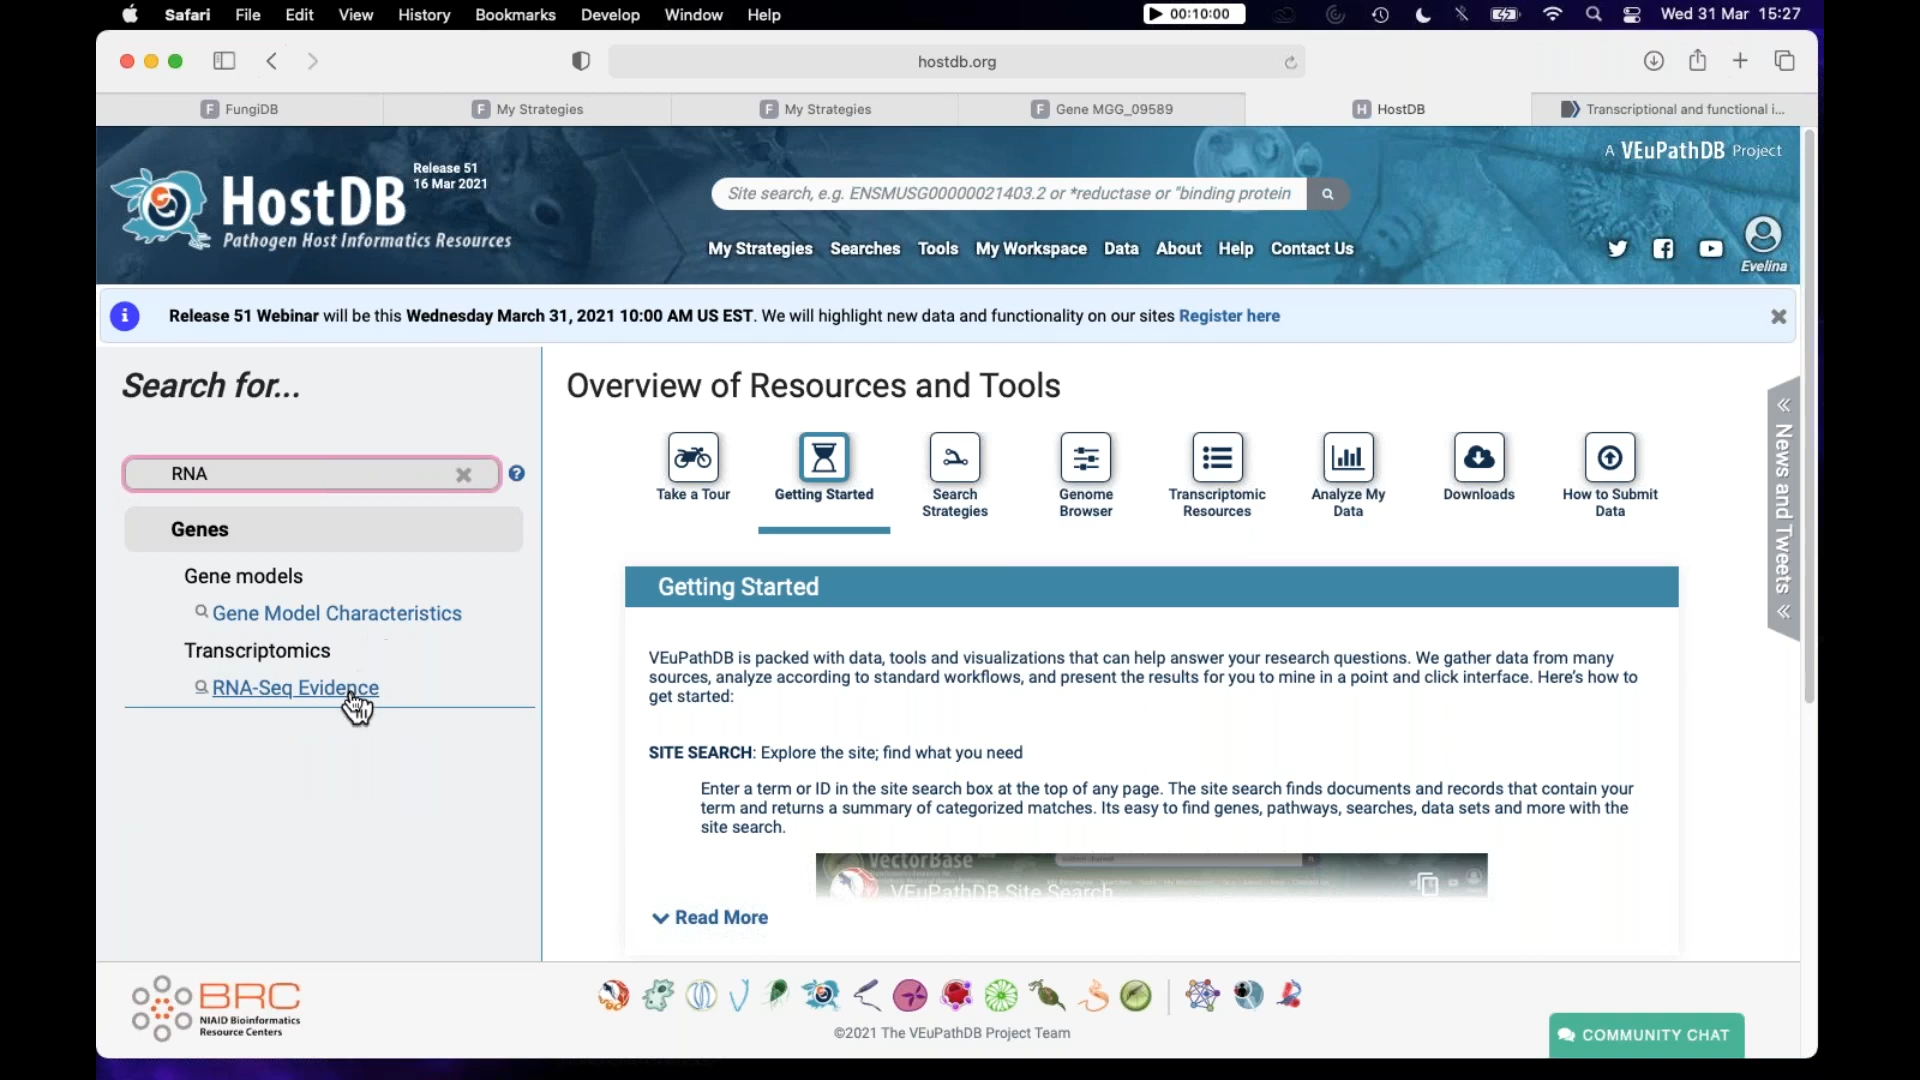 Safari File Edit View History Bookmarks Develop Window Help 00:10:00 Wed 31 Mar 15:27
hostdb.org
F FungiDB F My Strategies F My Strategies F Gene MGG_09589 H HostDB Transcriptional and functional i...
HostDB
Release 51
16 Mar 2021
Pathogen Host Informatics Resources
A VEuPathDB Project
Site search, e.g. ENSMUSG00000021403.2 or *reductase or "binding protein
My Strategies Searches Tools My Workspace Data About Help Contact Us
Evelina
Release 51 Webinar will be this Wednesday March 31, 2021 10:00 AM US EST. We will highlight new data and functionality on our sites Register here
Search for...
RNA
Genes
Gene models
Gene Model Characteristics
Transcriptomics
RNA-Seq Evidence
Overview of Resources and Tools
Take a Tour
Getting Started
Search
Strategies
Genome
Browser
Transcriptomic
Resources
Analyze My
Data
Downloads
How to Submit
Data
News and Tweets
Getting Started
VEuPathDB is packed with data, tools and visualizations that can help answer your research questions. We gather data from many
sources, analyze according to standard workflows, and present the results for you to mine in a point and click interface. Here's how to
get started:
SITE SEARCH: Explore the site; find what you need
Enter a term or ID in the site search box at the top of any page. The site search finds documents and records that contain your
term and returns a summary of categorized matches. Its easy to find genes, pathways, searches, data sets and more with the
site search.
VectorBase
VEuPathDB Site Search
Read More
BRC
NIAID Bioinformatics
Resource Centers
©2021 The VEuPathDB Project Team
COMMUNITY CHAT